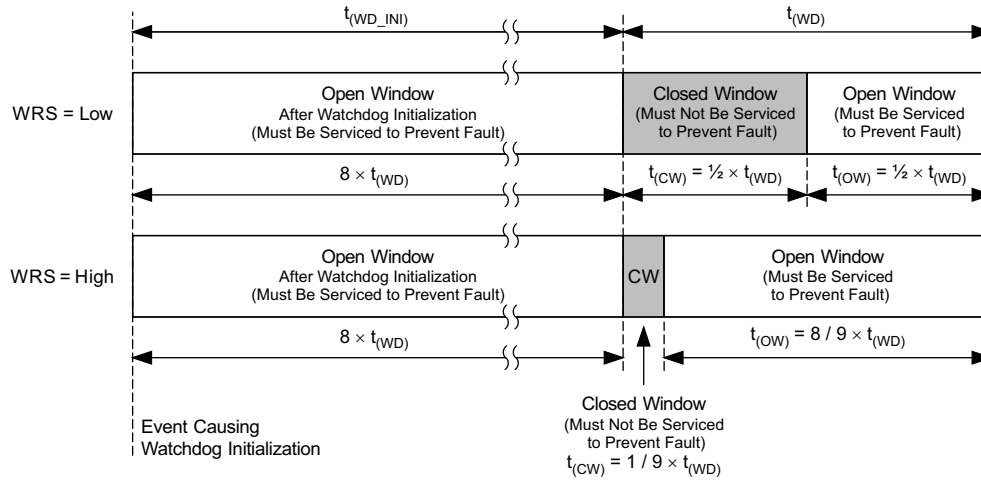 t(WD_INI)
t(WD)
WRS = Low
Open Window
After Watchdog Initialization
(Must Be Serviced to Prevent Fault)
Closed Window
(Must Not Be Serviced
to Prevent Fault)
Open Window
(Must Be Serviced
to Prevent Fault)
8 × t(WD)
t(CW) = ½ × t(WD)
t(OW) = ½ × t(WD)
WRS = High
Open Window
After Watchdog Initialization
(Must Be Serviced to Prevent Fault)
CW
Open Window
(Must Be Serviced
to Prevent Fault)
8 × t(WD)
t(OW) = 8 / 9 × t(WD)
Event Causing
Watchdog Initialization
Closed Window
(Must Not Be Serviced
to Prevent Fault)
t(CW) = 1 / 9 × t(WD)